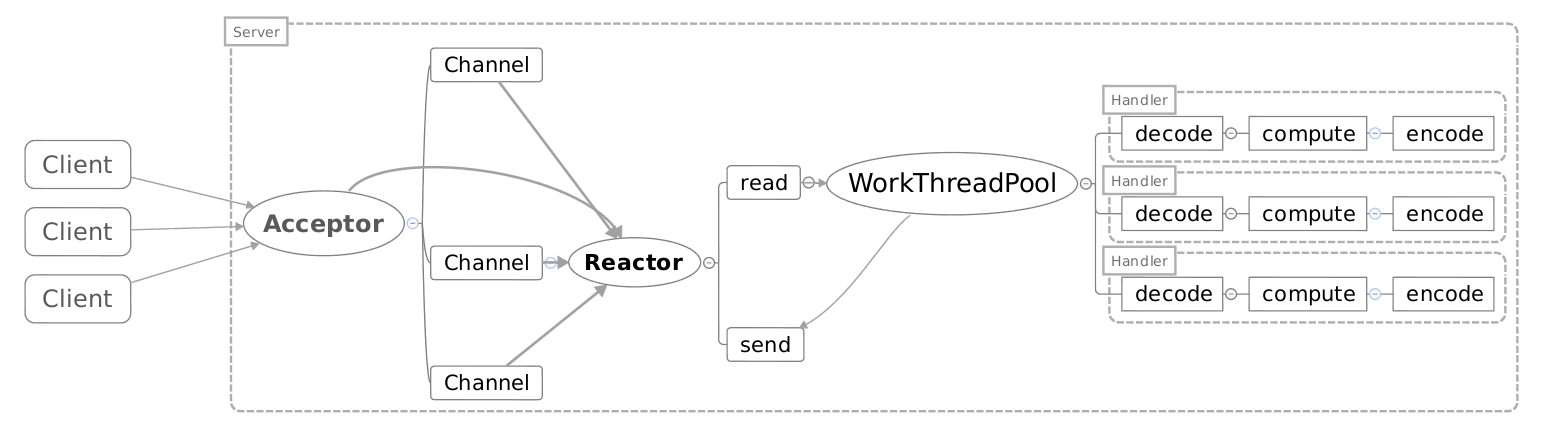 Server
Client
Client
Client
Acceptor
Channel
Channel
Channel
Reactor
read
send
WorkThreadPool
Handler
decode compute encode
Handler
decode compute encode
Handler
decode compute encode